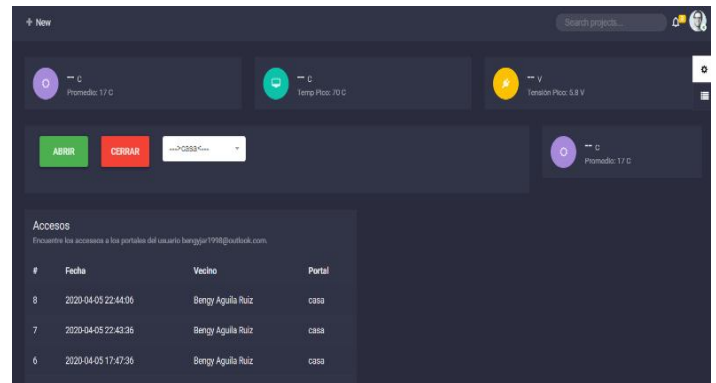 + New
Search projects...
O
-- C
Promedio: 17 C
-- C
Temp Pico: 70 C
-- V
Tensión Pico: 5.8 V
ABRIR
CERRAR
--->casa<---
O
-- C
Promedio: 17 C
Accesos
Encuentre los accesos a los portales del usuario bengyjar1998@outlook.com.
# Fecha Vecino Portal
8 2020-04-05 22:44:06 Bengy Aguila Ruiz casa
7 2020-04-05 22:43:36 Bengy Aguila Ruiz casa
6 2020-04-05 17:47:36 Bengy Aguila Ruiz casa